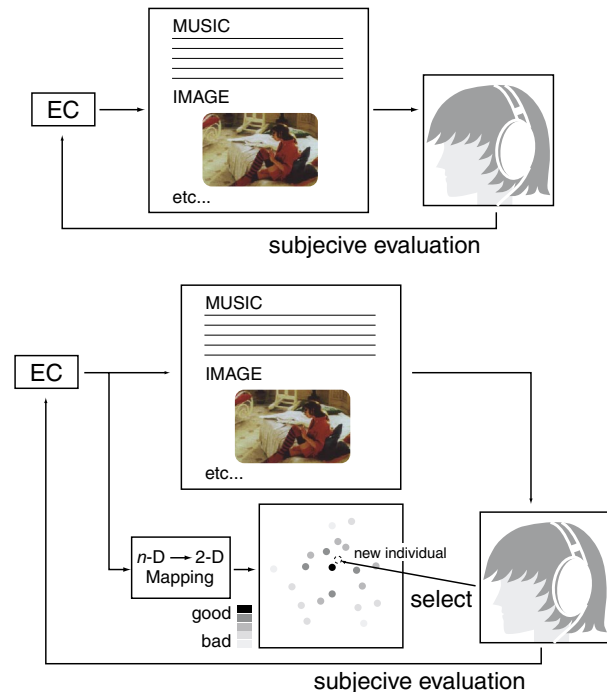 MUSIC
EC
IMAGE
etc...
subjecive evaluation
MUSIC
EC
IMAGE
etc...
n-D → 2-D
Mapping
new individual
select
good
bad
subjecive evaluation